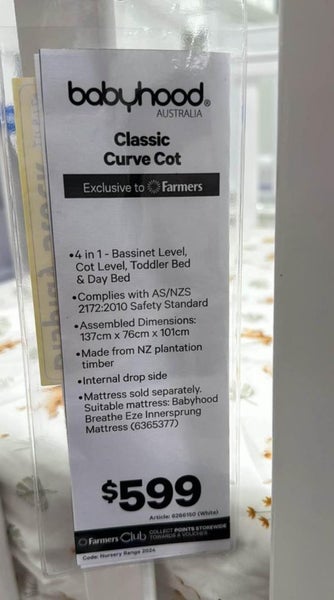 babyhood®
AUSTRALIA
Classic
Curve Cot
Exclusive to Farmers
•4 in 1 - Bassinet Level,
Cot Level, Toddler Bed
& Day Bed
•Complies with AS/NZS
2172:2010 Safety Standard
•Assembled Dimensions:
137cm x 76cm x 101cm
•Made from NZ plantation
timber
•Internal drop side
•Mattress sold separately.
Suitable mattress: Babyhood
Breathe Eze Innersprung
Mattress (6365377)
$599
Article: 6266160 (White)
Farmers Club COLLECT POINTS STOREWIDE
TOWARDS A VOUCHER
Code: Nursery Range 2024